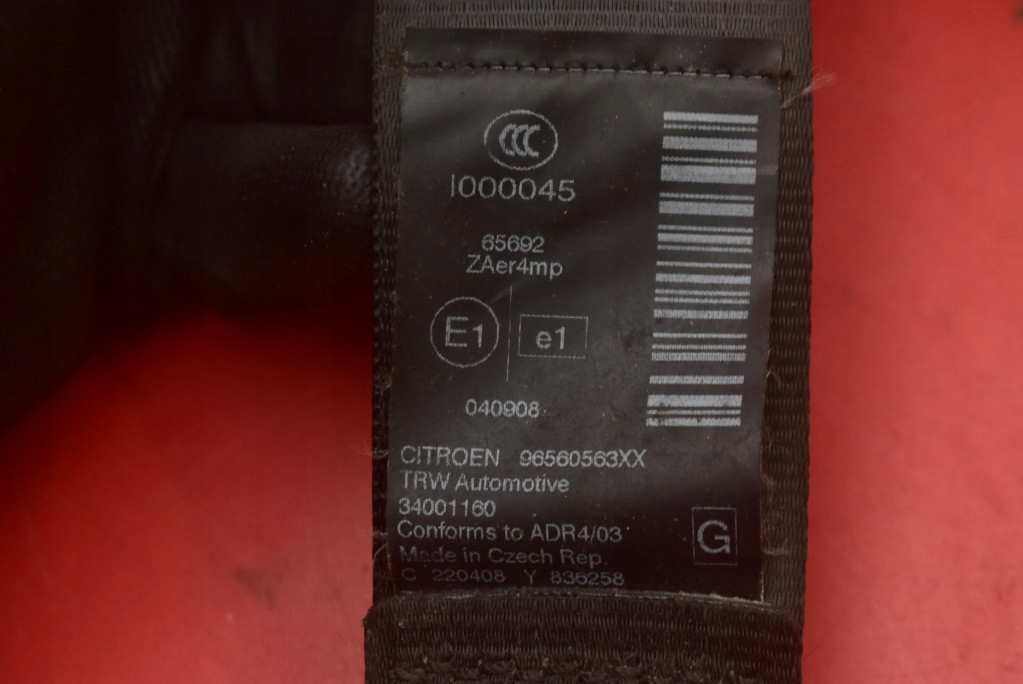 CCC
I000045
65692
ZAer4mp
E1 e1
040908
CITROEN 96560563XX
TRW Automotive
34001160
Conforms to ADR4/03
G
Made in Czech Rep.
C 220408 Y 836258